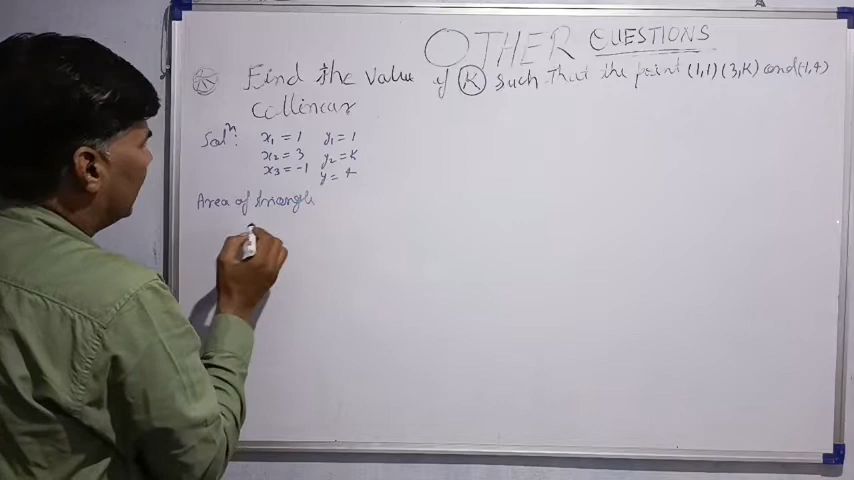 OTHER QUESTIONS
Find the value of K such that the point (1,1) (3,K) and (-1,4)
Collinear
Solⁿ: x₁ = 1 y₁ = 1
x₂ = 3 y₂ = K
x₃ = -1 y = 4
Area of triangle